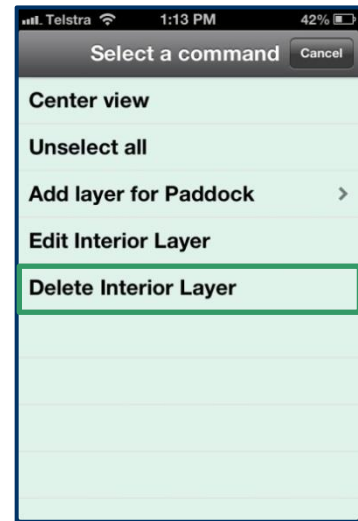 Telstra 1:13 PM 42%
Select a command Cancel
Center view
Unselect all
Add layer for Paddock
Edit Interior Layer
Delete Interior Layer